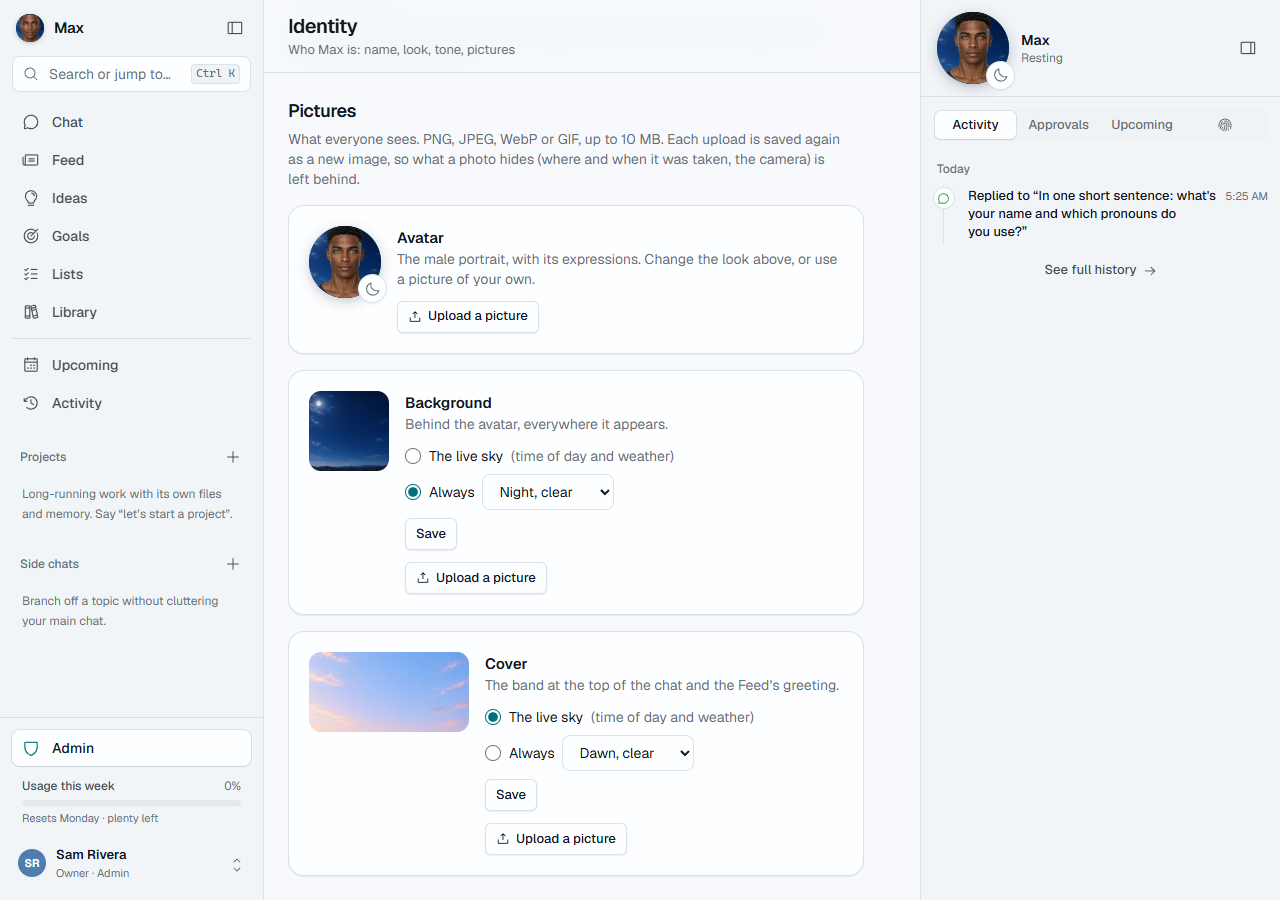 Max
Search or jump to...
Ctrl K
Chat
Feed
Ideas
Goals
Lists
Library
Upcoming
Activity
Projects
Long-running work with its own files
and memory. Say “let’s start a project”.
Side chats
Branch off a topic without cluttering
your main chat.
Admin
Usage this week 0%
Resets Monday · plenty left
SR
Sam Rivera
Owner · Admin
Identity
Who Max is: name, look, tone, pictures
Pictures
What everyone sees. PNG, JPEG, WebP or GIF, up to 10 MB. Each upload is saved again
as a new image, so what a photo hides (where and when it was taken, the camera) is
left behind.
Avatar
The male portrait, with its expressions. Change the look above, or use
a picture of your own.
Upload a picture
Background
Behind the avatar, everywhere it appears.
The live sky (time of day and weather)
Always Night, clear
Save
Upload a picture
Cover
The band at the top of the chat and the Feed’s greeting.
The live sky (time of day and weather)
Always Dawn, clear
Save
Upload a picture
Max
Resting
Activity Approvals Upcoming
Today
Replied to “In one short sentence: what’s 5:25 AM
your name and which pronouns do
you use?”
See full history →